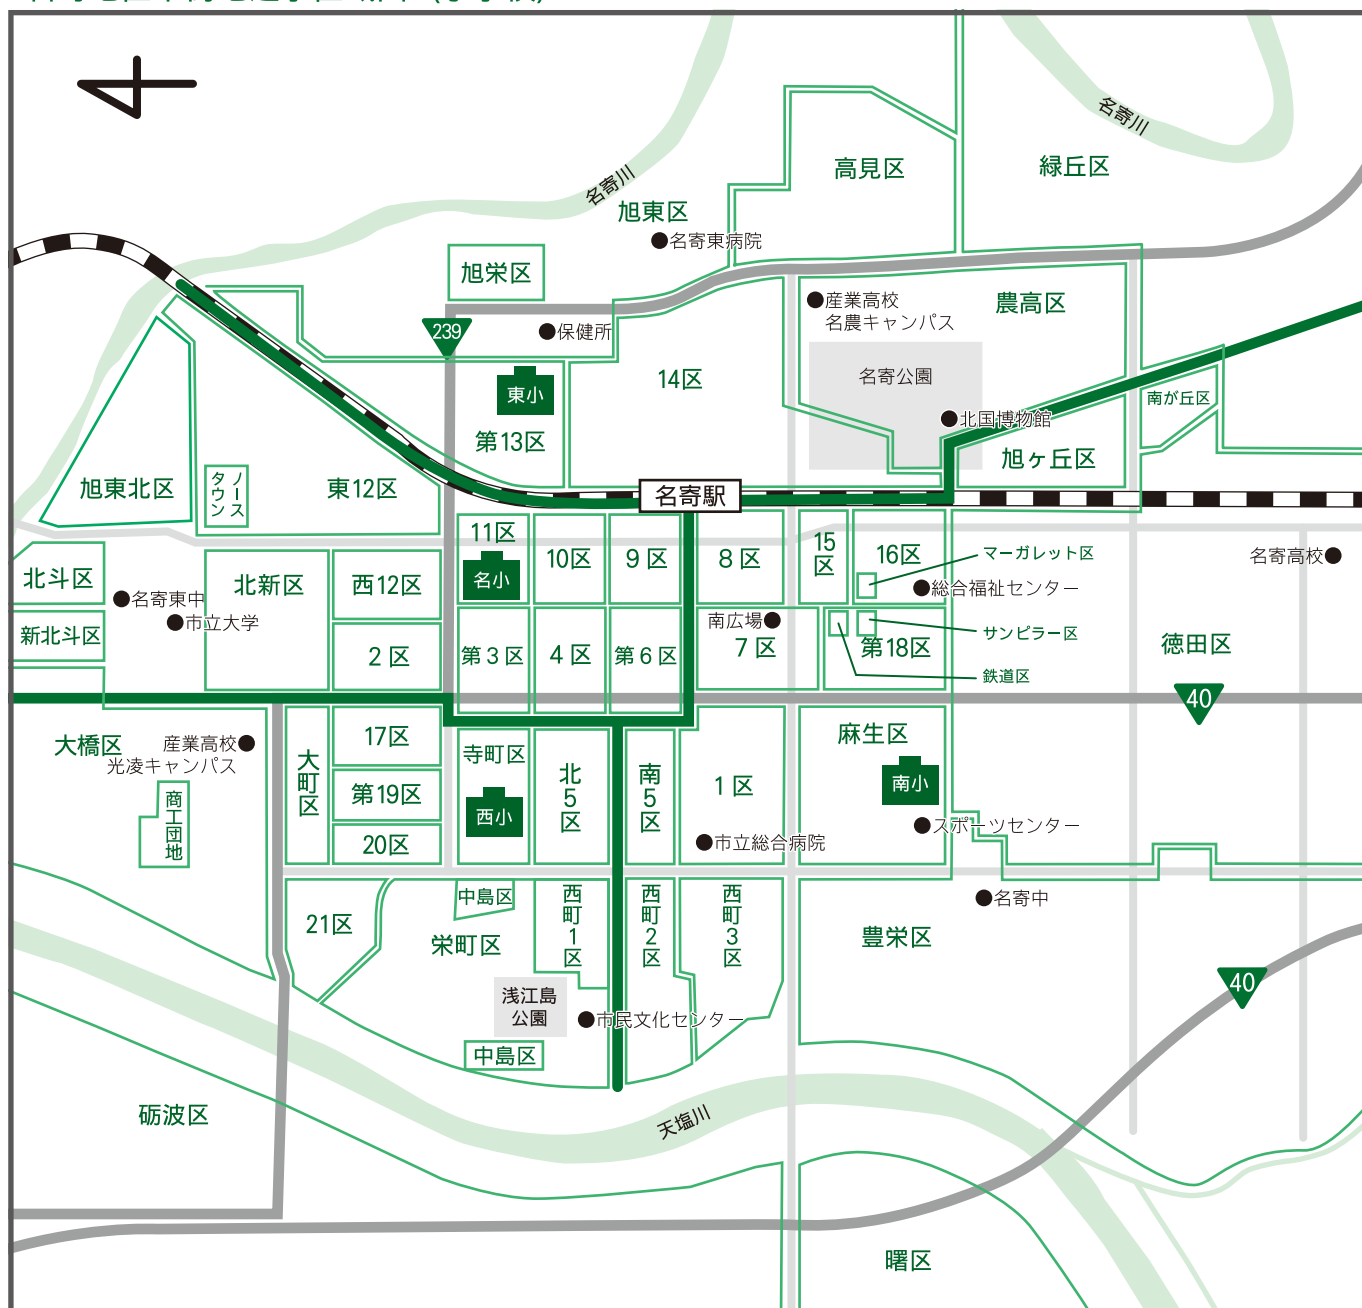 名寄川
名寄川
高見区
緑丘区
旭東区
名寄東病院
旭栄区
239
保健所
産業高校
名農キャンパス
農高区
名寄公園
14区
東小
第13区
北国博物館
南が丘区
旭ヶ丘区
旭東北区
ノース
タウン
東12区
名寄駅
11区
名小
10区
9区
8区
15区
16区
マーガレット区
名寄高校
北斗区
北新区
西12区
名寄東中
市立大学
総合福祉センター
新北斗区
2区
第3区
4区
第6区
南広場
7区
第18区
サンピラー区
鉄道区
徳田区
40
大橋区
産業高校
光凌キャンパス
大町区
17区
寺町区
北5区
南5区
1区
麻生区
南小
商工団地
第19区
西小
20区
市立総合病院
スポーツセンター
21区
中島区
栄町区
西町1区
西町2区
西町3区
名寄中
豊栄区
浅江島
公園
市民文化センター
40
中島区
砺波区
天塩川
曙区